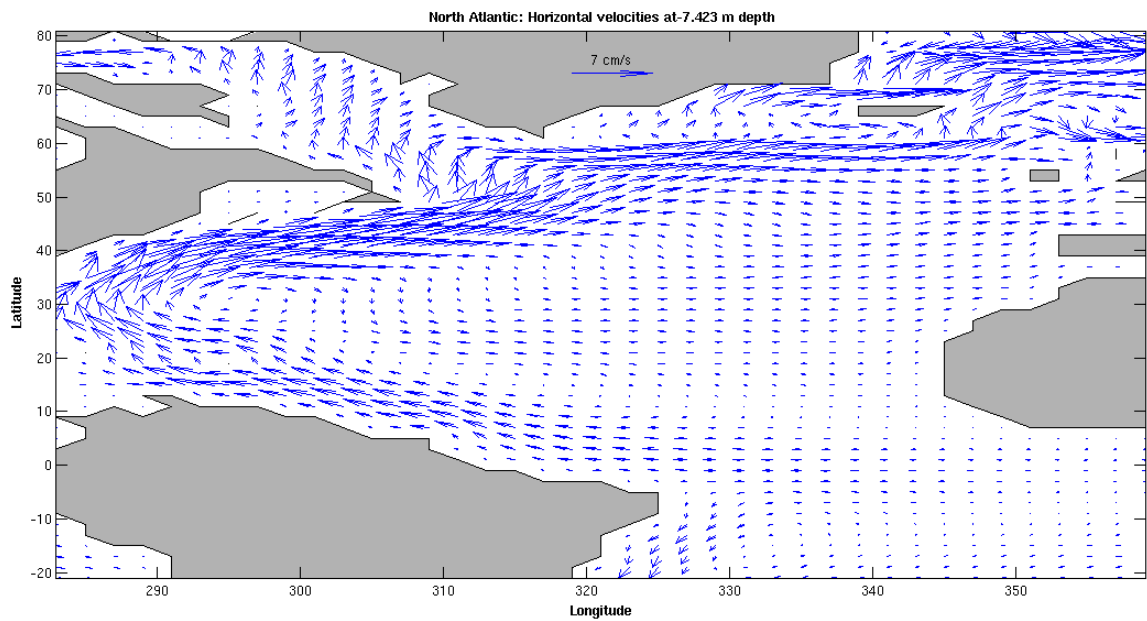 North Atlantic: Horizontal velocities at-7.423 m depth
7 cm/s
80
70
60
50
40
30
20
10
0
-10
-20
Latitude
290 300 310 320 330 340 350
Longitude